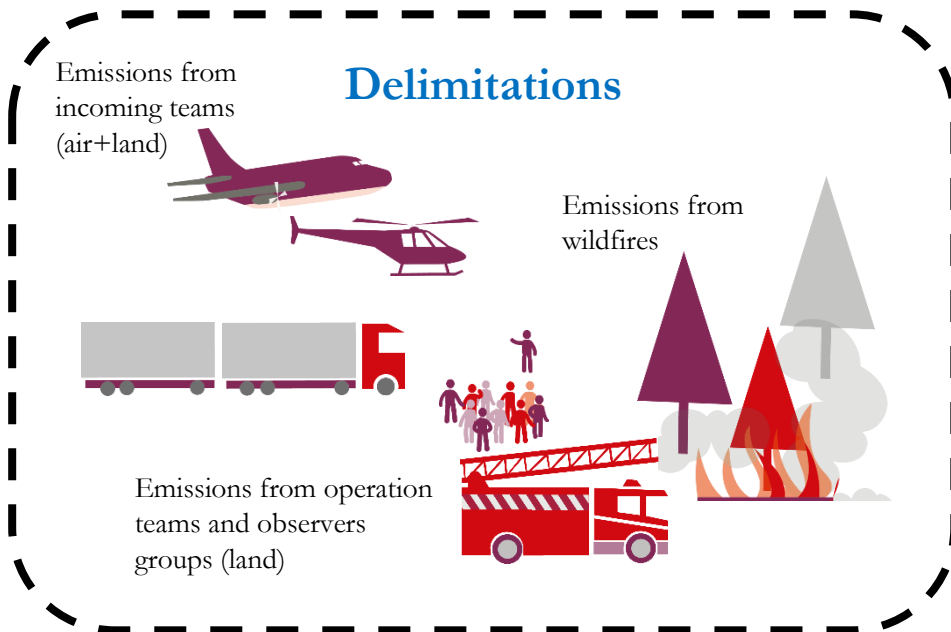 Delimitations
Emissions from
incoming teams
(air+land)
Emissions from
wildfires
Emissions from operation
teams and observers
groups (land)